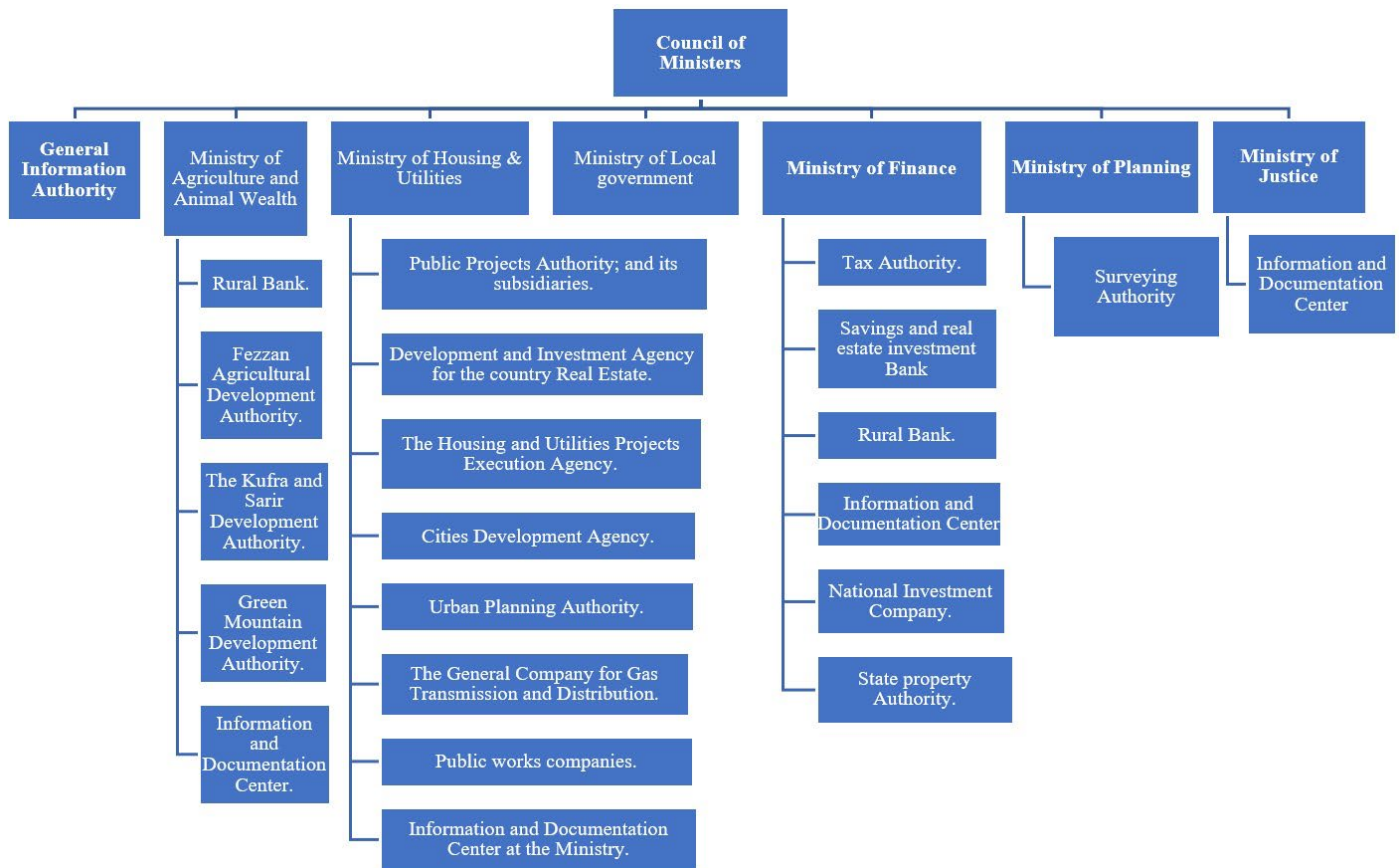 Council of
Ministers
General
Information
Authority
Ministry of
Agriculture and
Animal Wealth
Rural Bank.
Fezzan
Agricultural
Development
Authority.
The Kufra and
Sarir
Development
Authority.
Green
Mountain
Development
Authority.
Information
and
Documentation
Center.
Ministry of Housing &
Utilities
Public Projects Authority; and its
subsidiaries.
Development and Investment Agency
for the country Real Estate.
The Housing and Utilities Projects
Execution Agency.
Cities Development Agency.
Urban Planning Authority.
The General Company for Gas
Transmission and Distribution.
Public works companies.
Information and Documentation
Center at the Ministry.
Ministry of Local
government
Ministry of Finance
Tax Authority.
Savings and real
estate investment
Bank
Rural Bank.
Information and
Documentation Center
National Investment
Company.
State property
Authority.
Ministry of Planning
Surveying
Authority
Ministry of
Justice
Information and
Documentation
Center